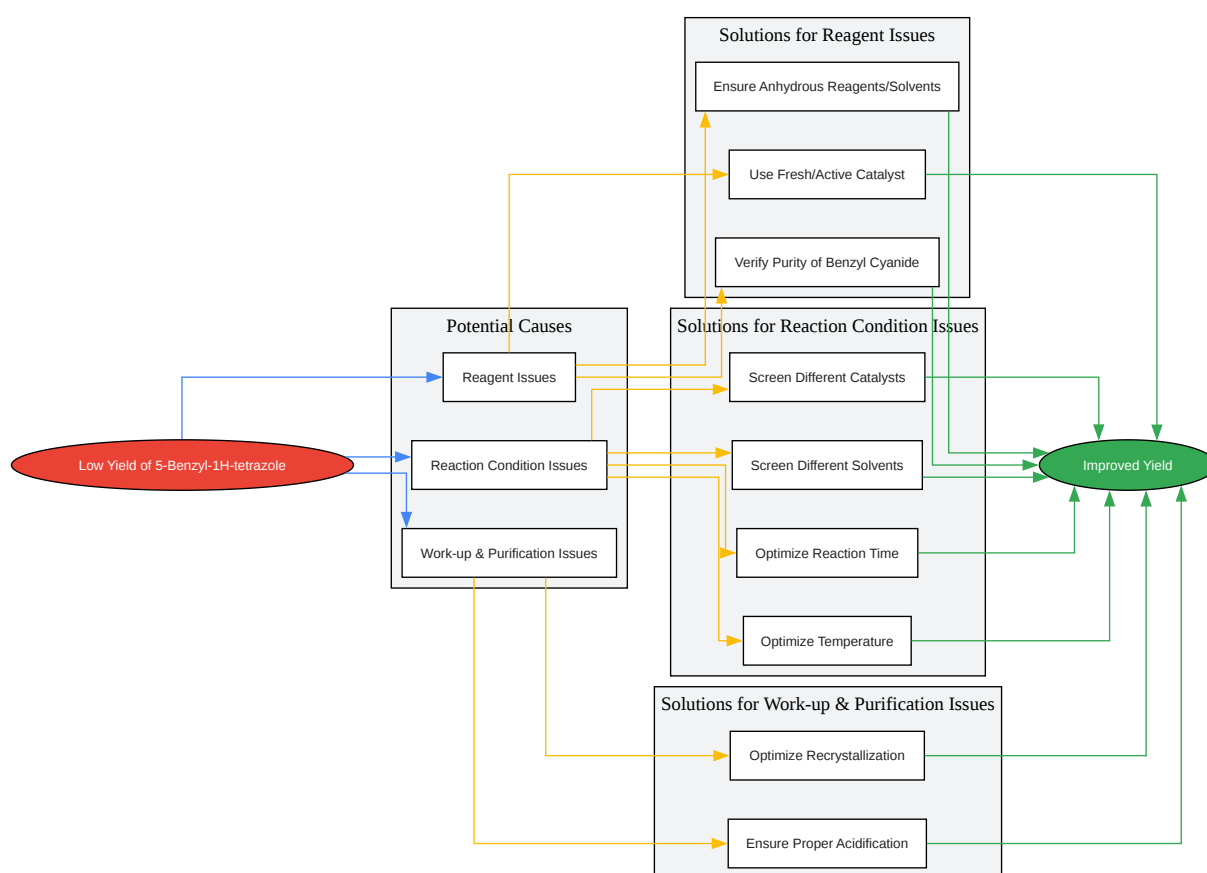 Solutions for Reagent Issues
Ensure Anhydrous Reagents/Solvents
Use Fresh/Active Catalyst
Verify Purity of Benzyl Cyanide
Potential Causes
Reagent Issues
Reaction Condition Issues
Work-up & Purification Issues
Low Yield of 5-Benzyl-1H-tetrazole
Solutions for Reaction Condition Issues
Screen Different Catalysts
Screen Different Solvents
Optimize Reaction Time
Optimize Temperature
Improved Yield
Solutions for Work-up & Purification Issues
Optimize Recrystallization
Ensure Proper Acidification